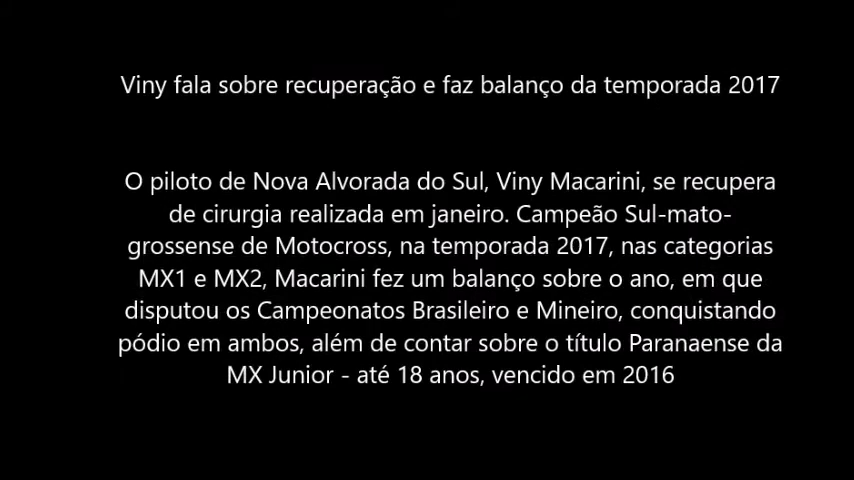 Viny fala sobre recuperação e faz balanço da temporada 2017
O piloto de Nova Alvorada do Sul, Viny Macarini, se recupera
de cirurgia realizada em janeiro. Campeão Sul-mato-
grossense de Motocross, na temporada 2017, nas categorias
MX1 e MX2, Macarini fez um balanço sobre o ano, em que
disputou os Campeonatos Brasileiro e Mineiro, conquistando
pódio em ambos, além de contar sobre o título Paranaense da
MX Junior - até 18 anos, vencido em 2016